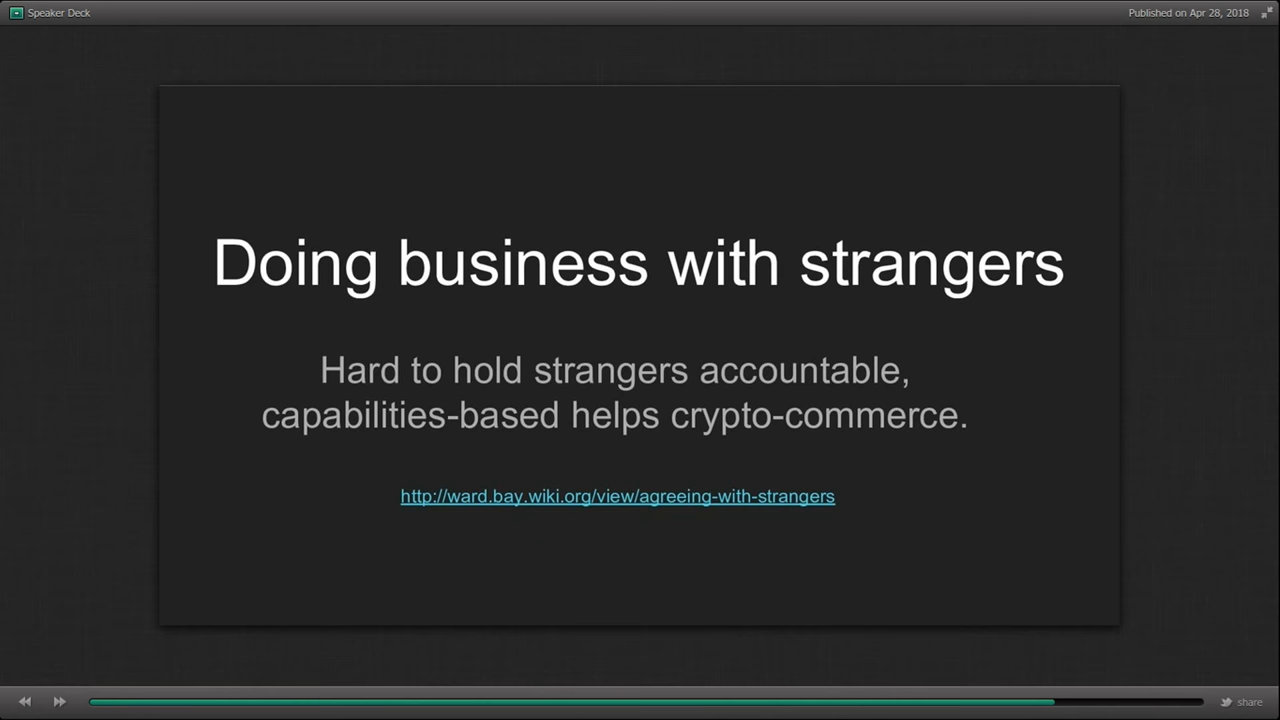 Speaker Deck
Published on Apr 28, 2018
Doing business with strangers
Hard to hold strangers accountable,
capabilities-based helps crypto-commerce.
http://ward.bay.wiki.org/view/agreeing-with-strangers
share